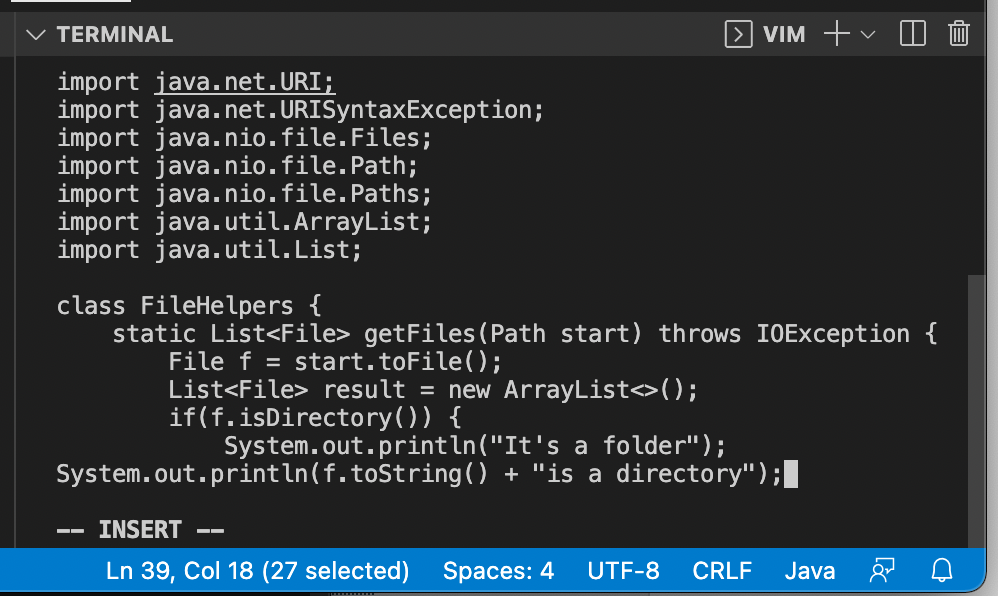 TERMINAL
VIM
import java.net.URI;
import java.net.URISyntaxException;
import java.nio.file.Files;
import java.nio.file.Path;
import java.nio.file.Paths;
import java.util.ArrayList;
import java.util.List;

class FileHelpers {
    static List<File> getFiles(Path start) throws IOException {
        File f = start.toFile();
        List<File> result = new ArrayList<>();
        if(f.isDirectory()) {
            System.out.println("It's a folder");
System.out.println(f.toString() + "is a directory");

-- INSERT --
Ln 39, Col 18 (27 selected) Spaces: 4 UTF-8 CRLF Java